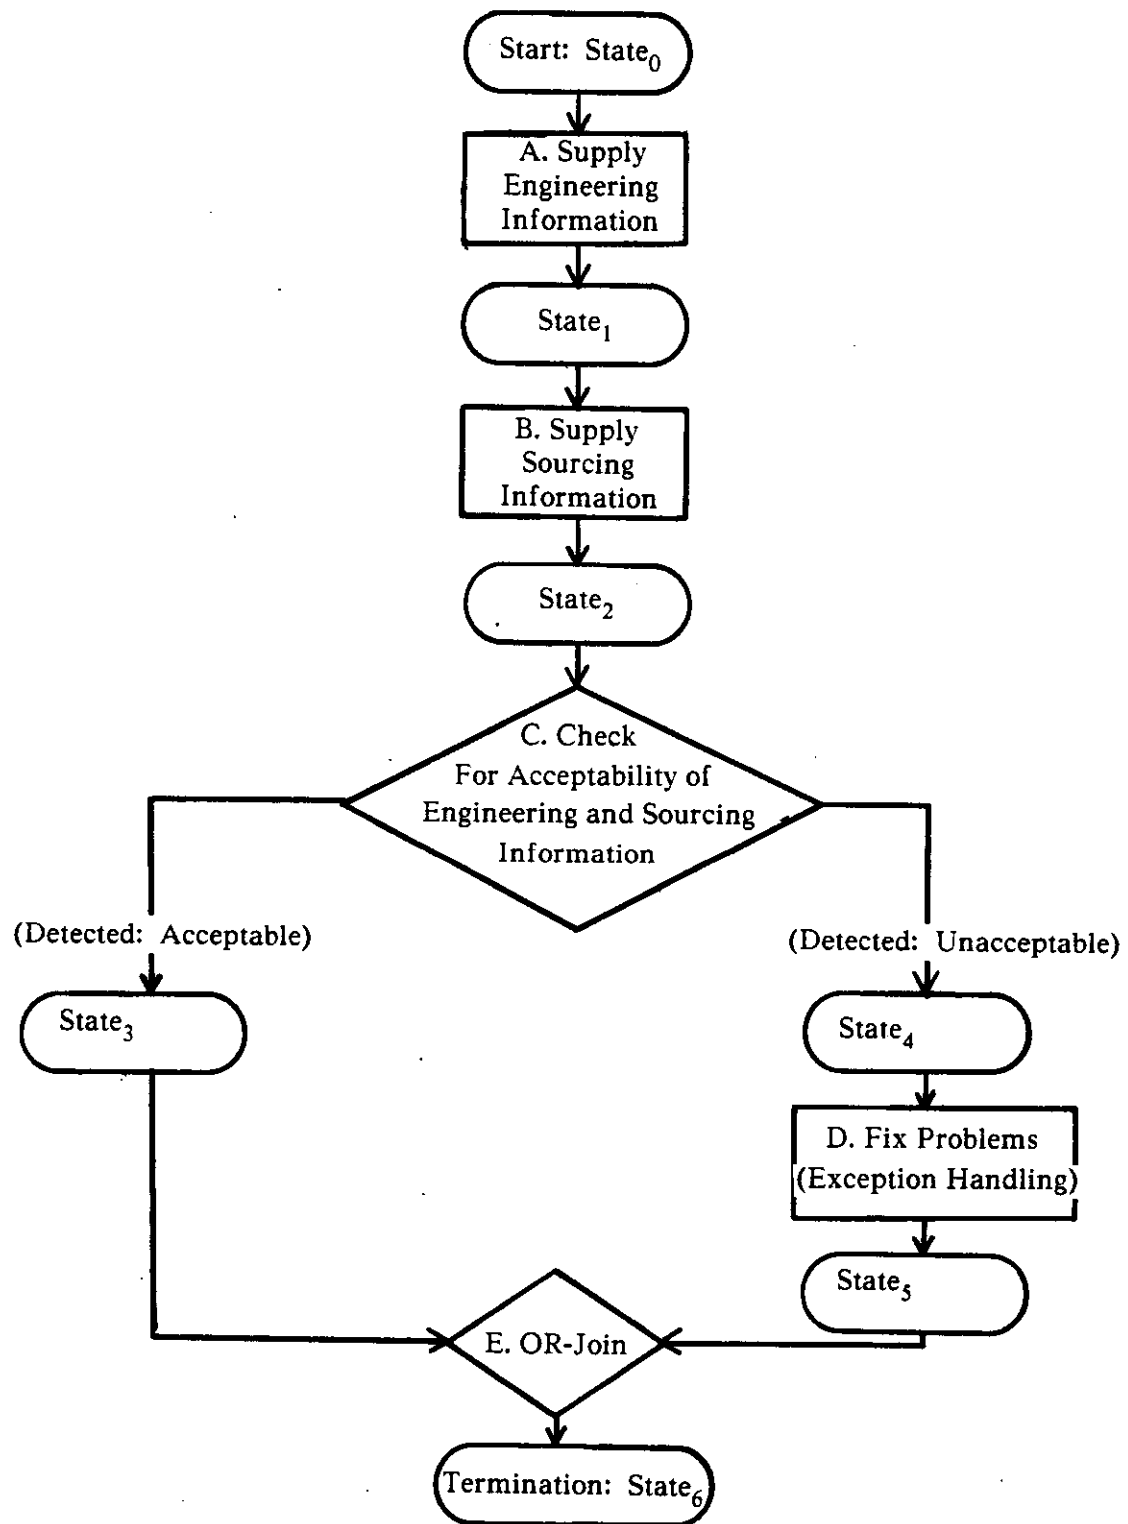 Start: State₀
A. Supply
Engineering
Information
State₁
B. Supply
Sourcing
Information
State₂
C. Check
For Acceptability of
Engineering and Sourcing
Information
(Detected: Acceptable)
(Detected: Unacceptable)
State₃
State₄
D. Fix Problems
(Exception Handling)
State₅
E. OR-Join
Termination: State₆